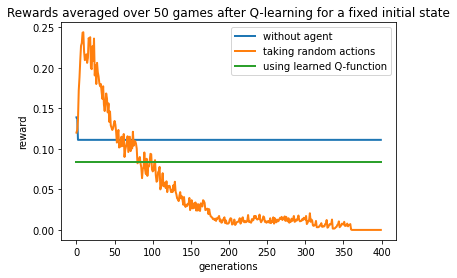 Rewards averaged over 50 games after Q-learning for a fixed initial state
without agent
taking random actions
using learned Q-function
reward
0.25
0.20
0.15
0.10
0.05
0.00
0 50 100 150 200 250 300 350 400
generations